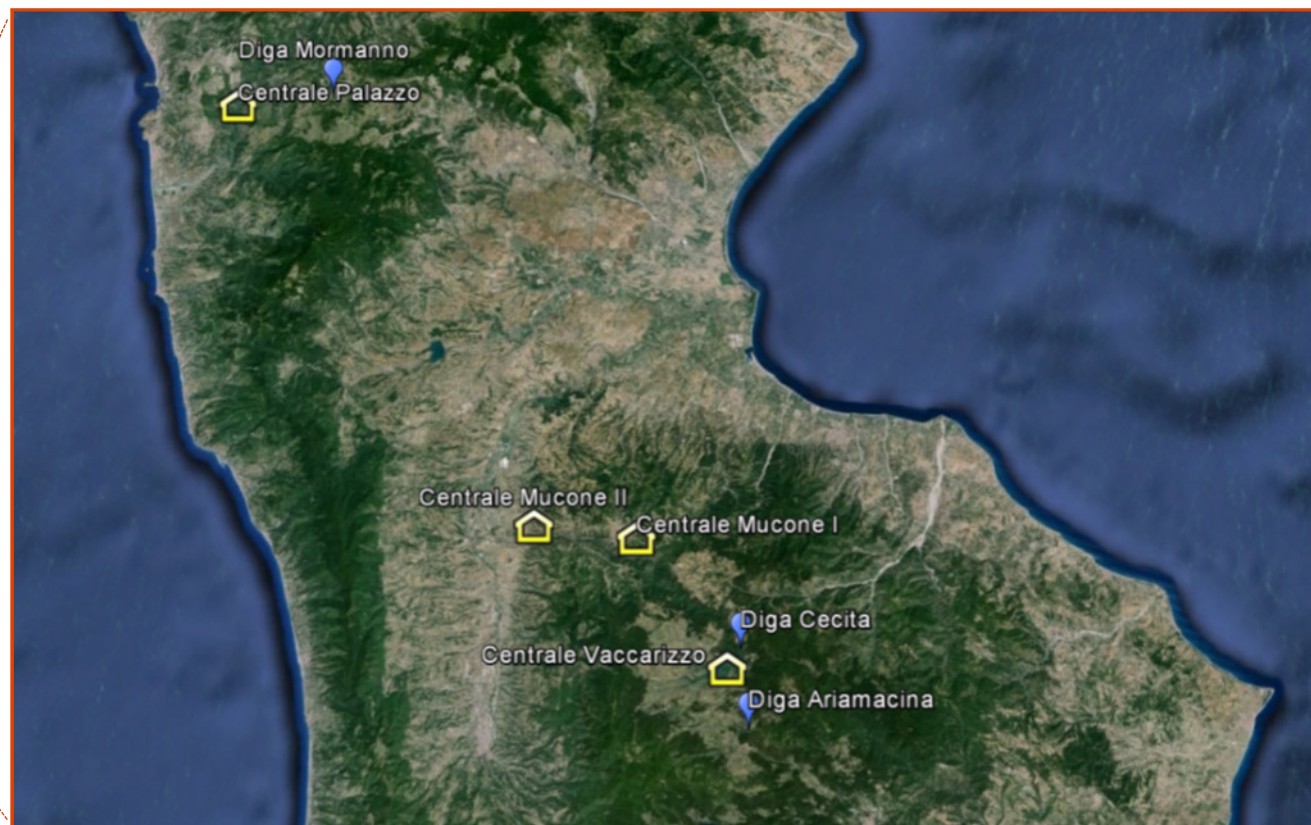 Diga Mormanno
Centrale Palazzo
Centrale Mucone II
Centrale Mucone I
Diga Cecita
Centrale Vaccarizzo
Diga Ariamacina